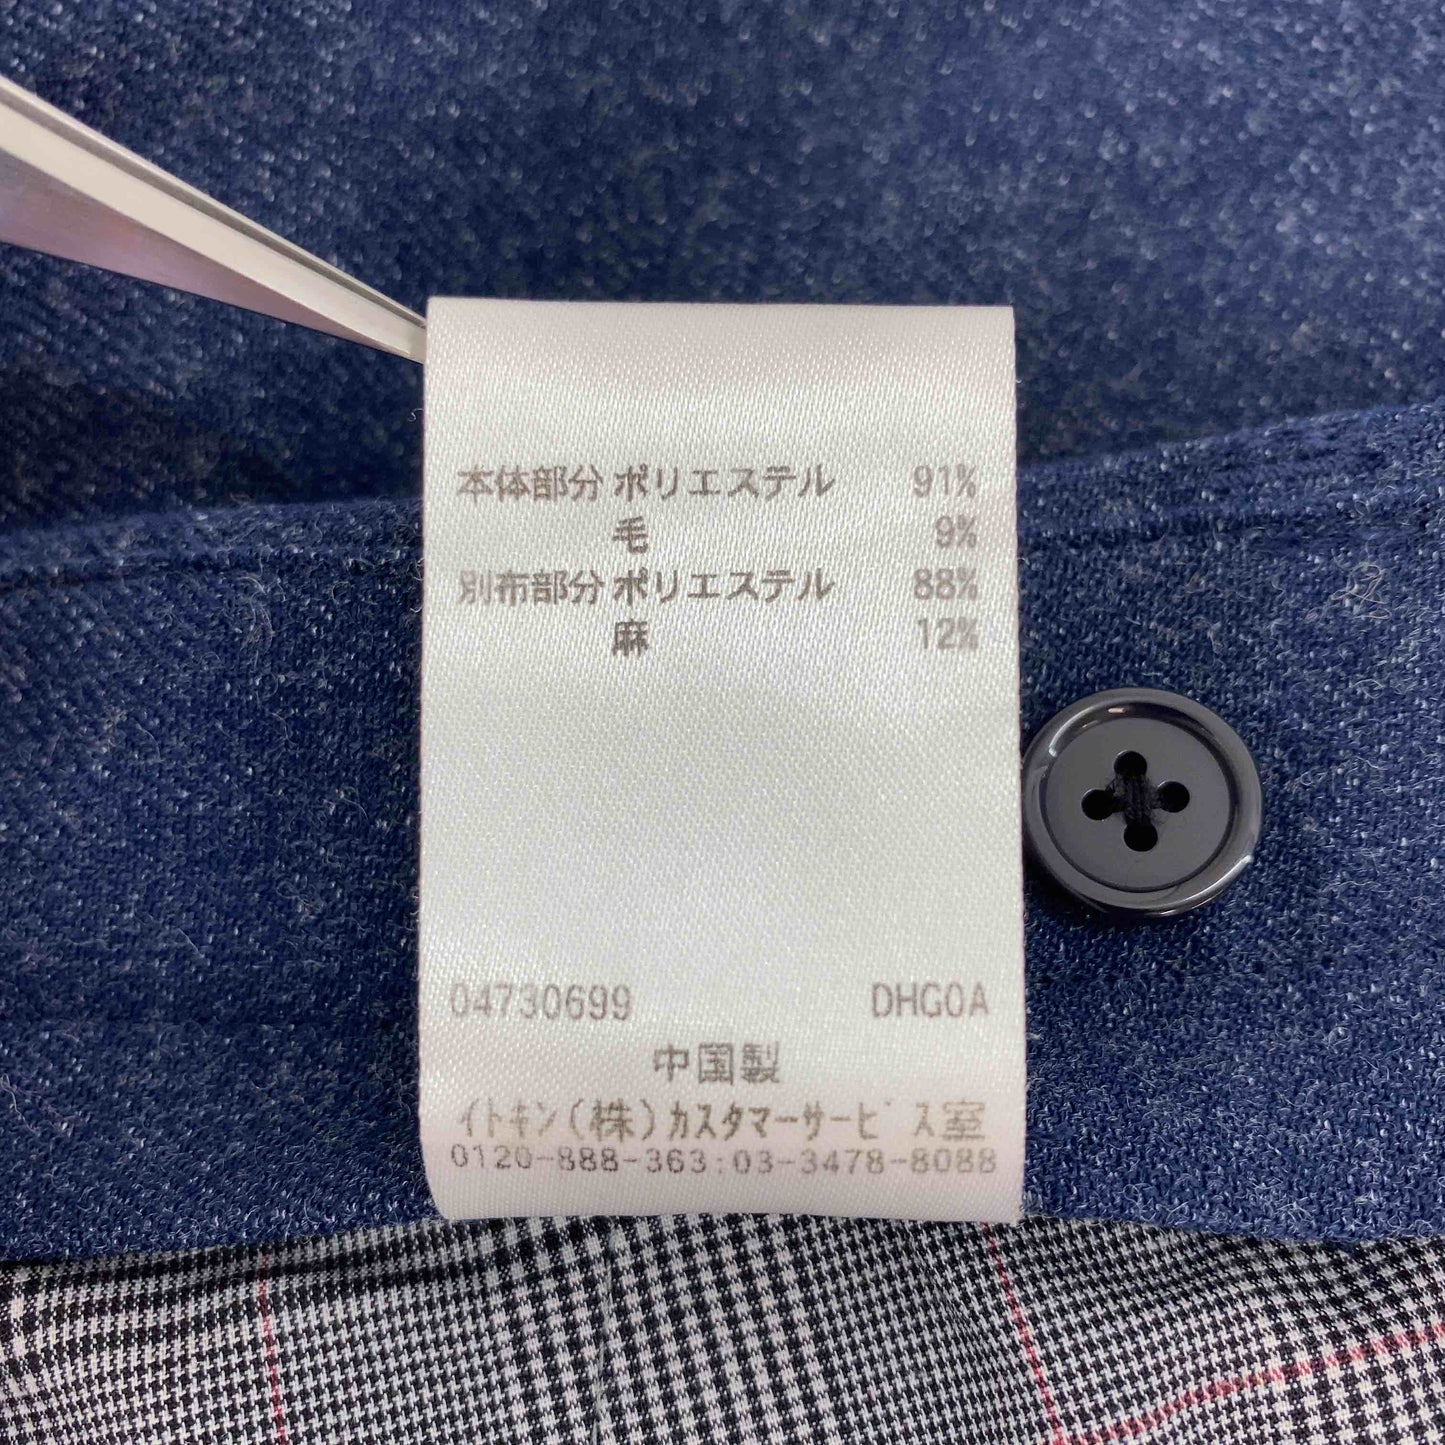 本体部分 ポリエステル 91%
毛 9%
別布部分 ポリエステル 88%
麻 12%
04730699 DHG0A
中国製
イトキン(株)カスタマーサービス室
0120-888-363:03-3478-8088